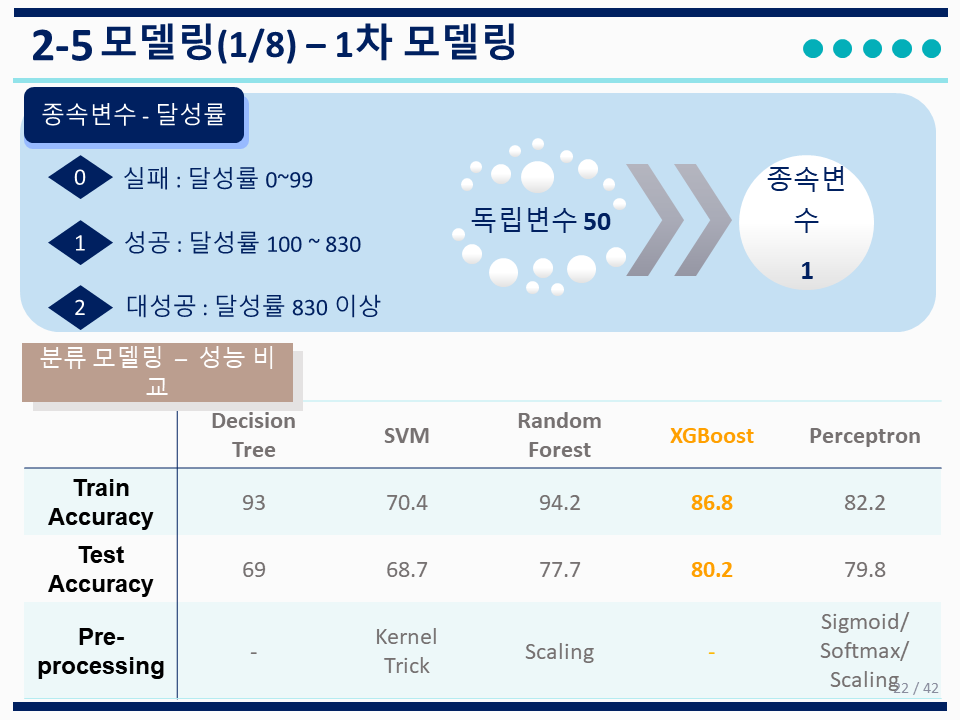 2-5 모델링(1/8) – 1차 모델링
종속변수 - 달성률
0 실패 : 달성률 0~99
1 성공 : 달성률 100 ~ 830
2 대성공 : 달성률 830 이상
독립변수 50
종속변
수
1
분류 모델링 – 성능 비
교
Decision
Tree
SVM
Random
Forest
XGBoost
Perceptron
Train
Accuracy
93
70.4
94.2
86.8
82.2
Test
Accuracy
69
68.7
77.7
80.2
79.8
Pre-
processing
-
Kernel
Trick
Scaling
-
Sigmoid/
Softmax/
Scaling
22 / 42